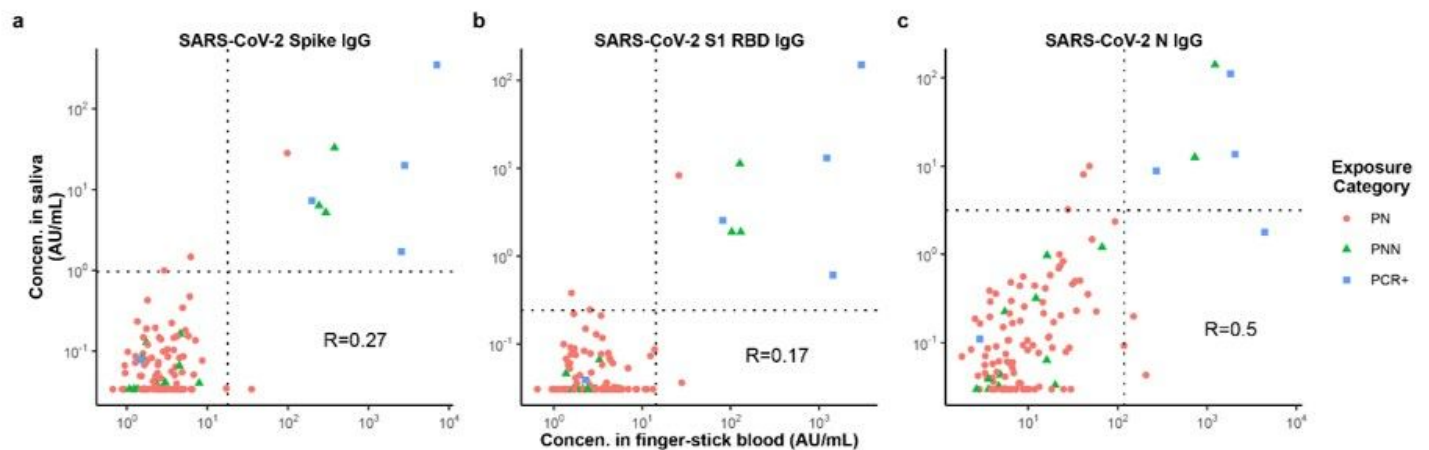 a
SARS-CoV-2 Spike IgG
b
SARS-CoV-2 S1 RBD IgG
c
SARS-CoV-2 N IgG
Concen. in saliva
(AU/mL)
10²
10¹
10⁰
10⁻¹
R=0.27
10⁰
10¹
10²
10³
10⁴
10²
10¹
10⁰
10⁻¹
R=0.17
10⁰
10¹
10²
10³
10²
10¹
10⁰
10⁻¹
R=0.5
10¹
10²
10³
10⁴
Concen. in finger-stick blood (AU/mL)
Exposure
Category
PN
PNN
PCR+